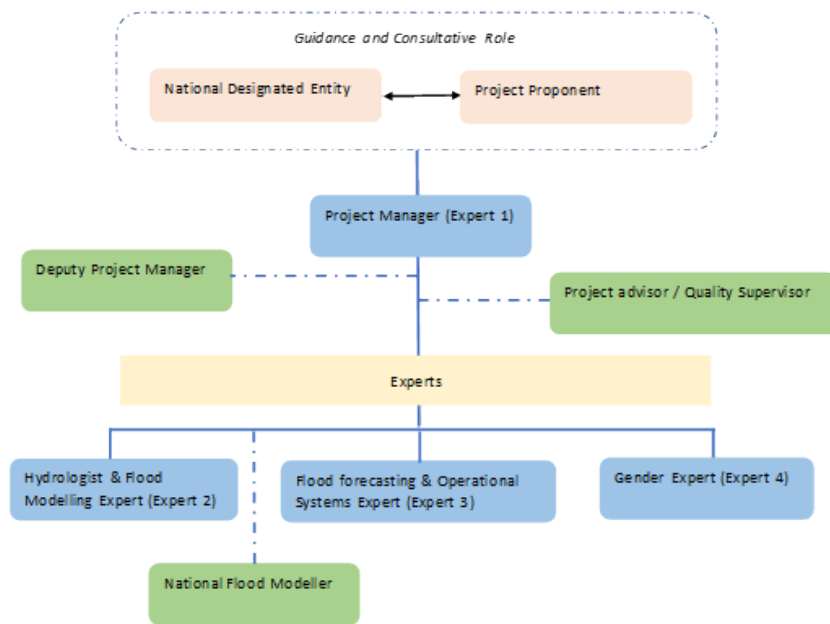 Guidance and Consultative Role
National Designated Entity
Project Proponent
Project Manager (Expert 1)
Deputy Project Manager
Project advisor / Quality Supervisor
Experts
Hydrologist & Flood
Modelling Expert (Expert 2)
Flood forecasting & Operational
Systems Expert (Expert 3)
Gender Expert (Expert 4)
National Flood Modeller